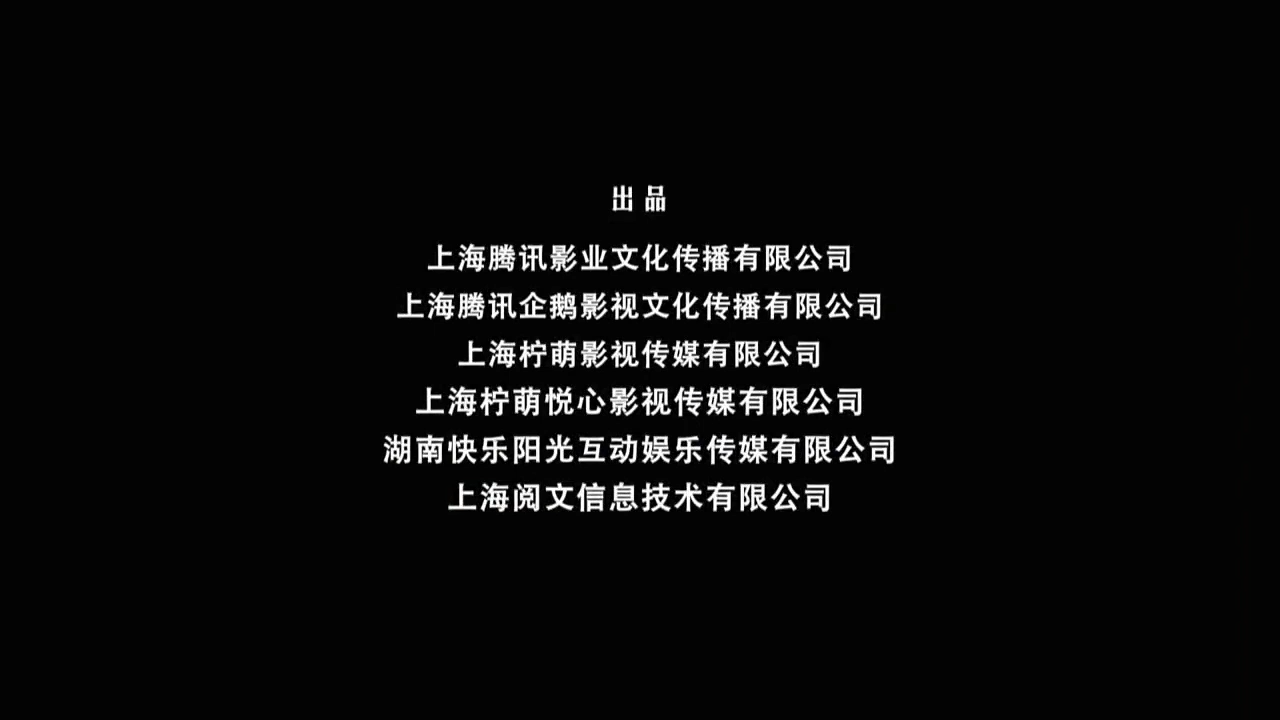 出品
上海腾讯影业文化传播有限公司
上海腾讯企鹅影视文化传播有限公司
上海柠萌影视传媒有限公司
上海柠萌悦心影视传媒有限公司
湖南快乐阳光互动娱乐传媒有限公司
上海阅文信息技术有限公司